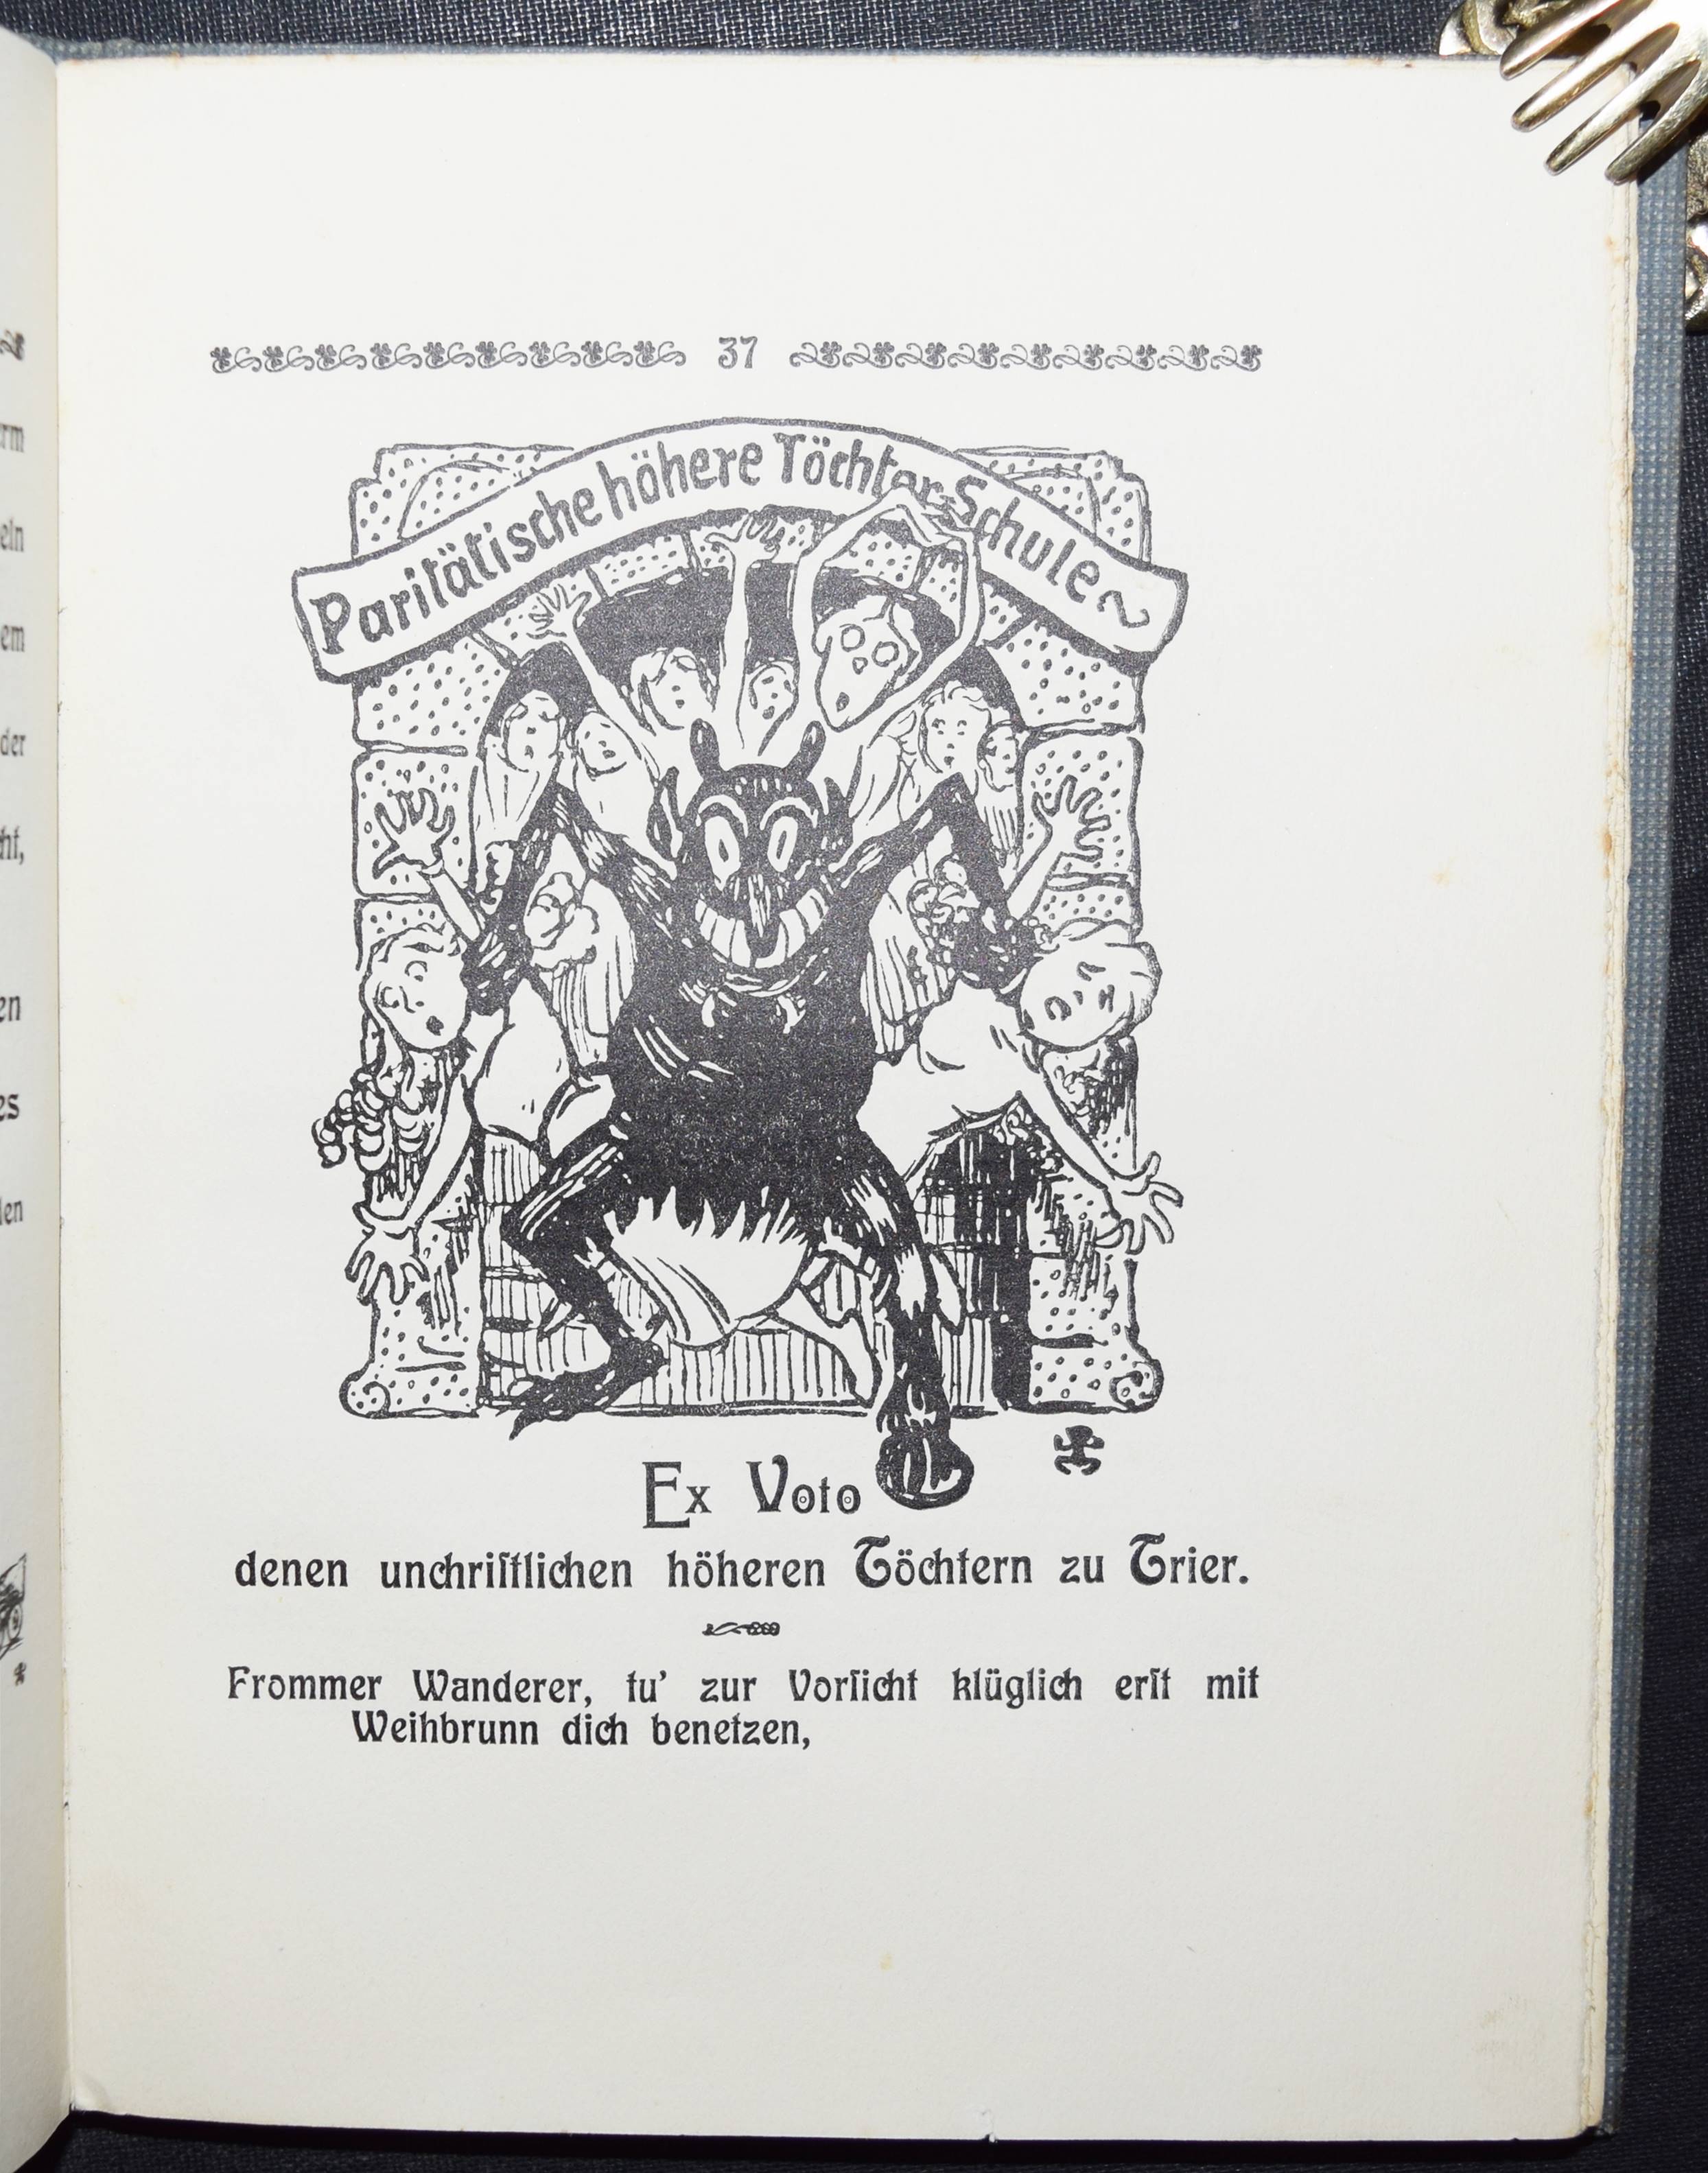 37
Paritätische höhere Töchter-Schule
Ex Voto
denen unchriſtlichen höheren Töchtern zu Trier.
Frommer Wanderer, tu’ zur Vorſicht klüglich erſt mit
Weihbrunn dich benetzen,